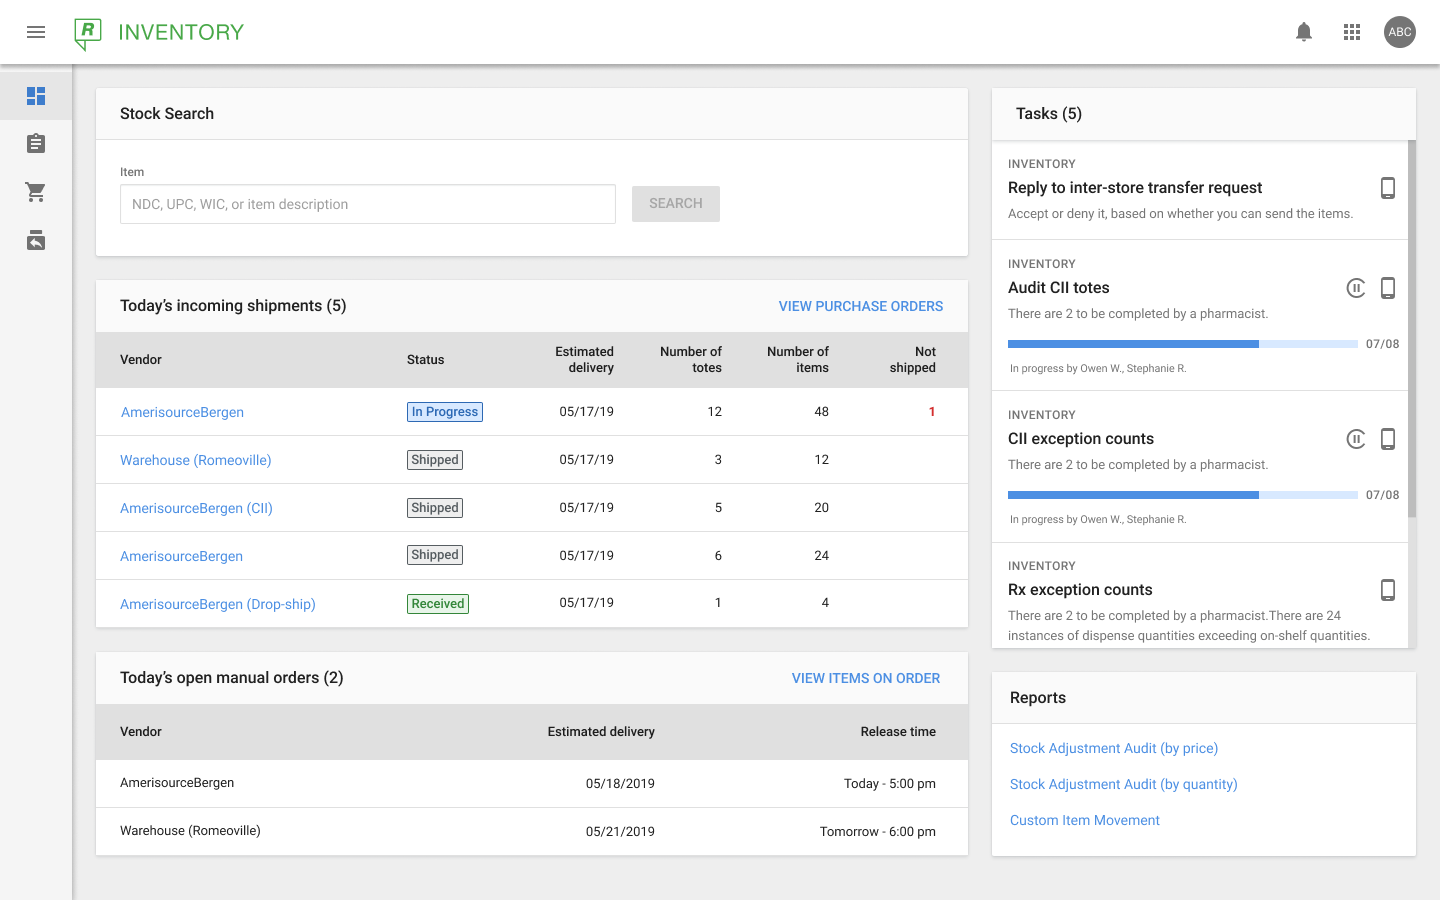 R INVENTORY
ABC
Stock Search
Item
NDC, UPC, WIC, or item description
SEARCH
Today's incoming shipments (5)
VIEW PURCHASE ORDERS
Vendor Status Estimated delivery Number of totes Number of items Not shipped
AmerisourceBergen In Progress 05/17/19 12 48 1
Warehouse (Romeoville) Shipped 05/17/19 3 12
AmerisourceBergen (CII) Shipped 05/17/19 5 20
AmerisourceBergen Shipped 05/17/19 6 24
AmerisourceBergen (Drop-ship) Received 05/17/19 1 4
Today's open manual orders (2)
VIEW ITEMS ON ORDER
Vendor Estimated delivery Release time
AmerisourceBergen 05/18/2019 Today - 5:00 pm
Warehouse (Romeoville) 05/21/2019 Tomorrow - 6:00 pm
Tasks (5)
INVENTORY
Reply to inter-store transfer request
Accept or deny it, based on whether you can send the items.
INVENTORY
Audit CII totes
There are 2 to be completed by a pharmacist.
07/08
In progress by Owen W., Stephanie R.
INVENTORY
CII exception counts
There are 2 to be completed by a pharmacist.
07/08
In progress by Owen W., Stephanie R.
INVENTORY
Rx exception counts
There are 2 to be completed by a pharmacist.There are 24
instances of dispense quantities exceeding on-shelf quantities.
Reports
Stock Adjustment Audit (by price)
Stock Adjustment Audit (by quantity)
Custom Item Movement